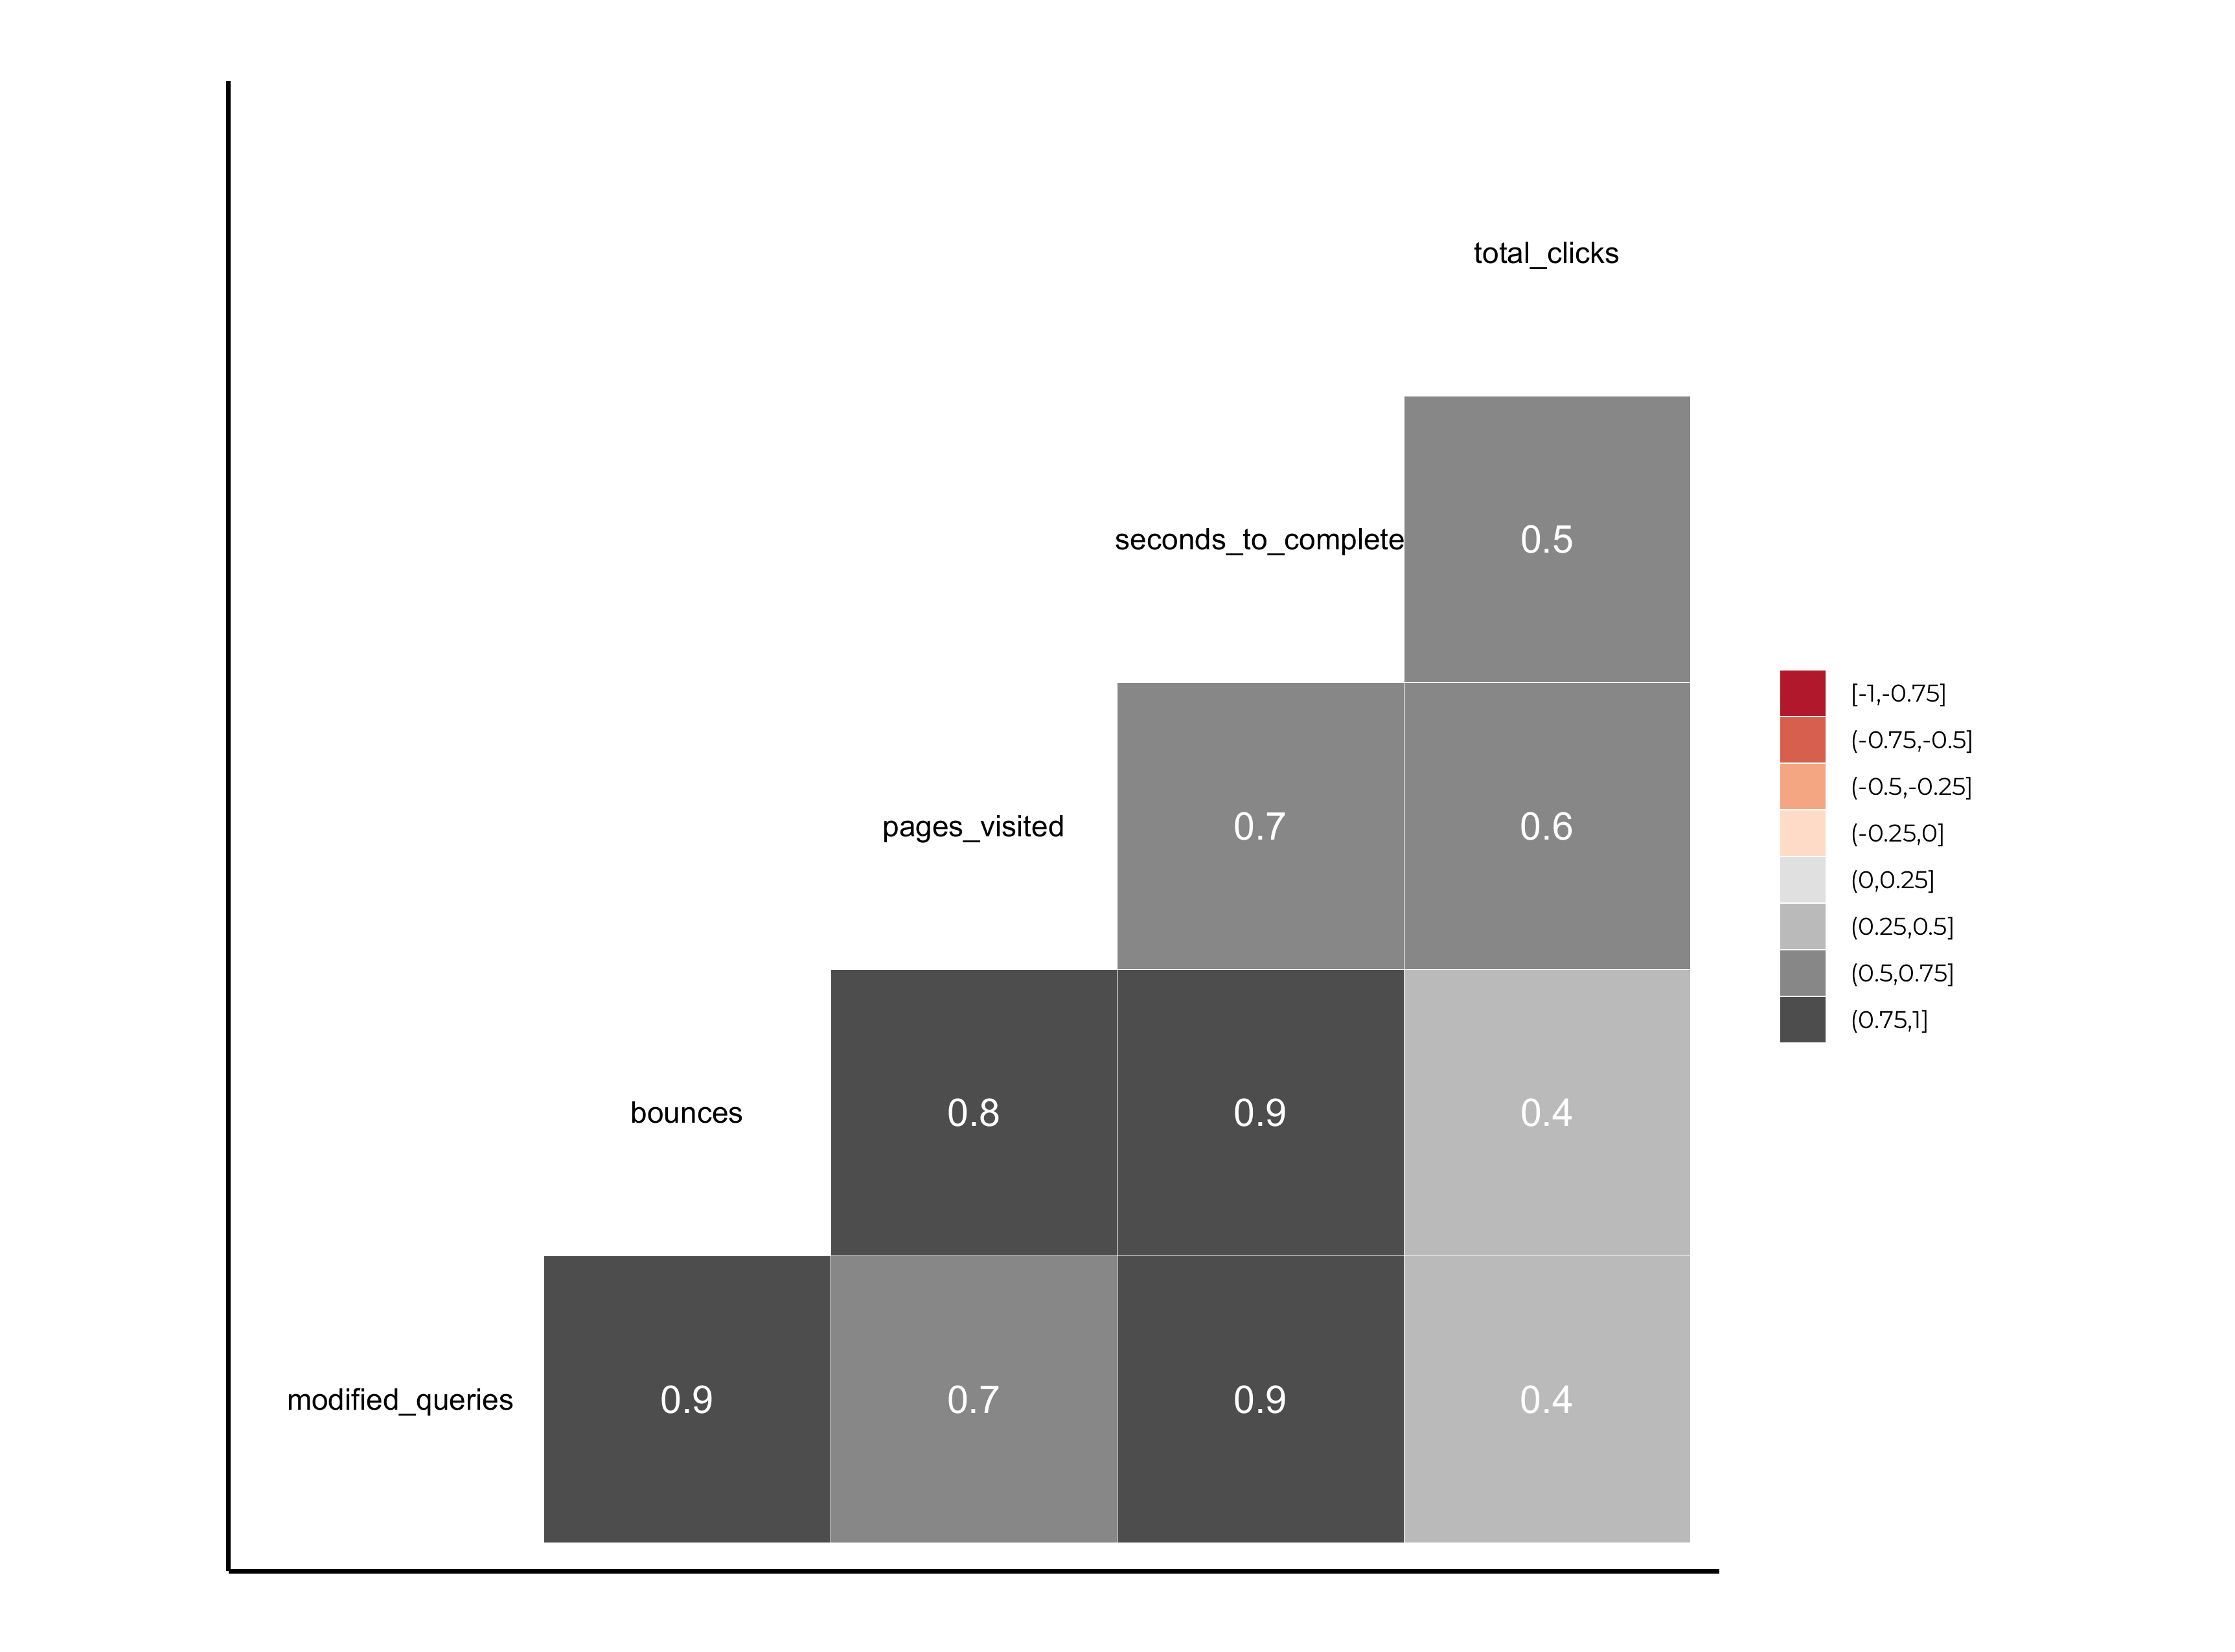 total_clicks
seconds_to_complete 0.5
pages_visited 0.7 0.6
bounces 0.8 0.9 0.4
modified_queries 0.9 0.7 0.9 0.4
[-1,-0.75]
(-0.75,-0.5]
(-0.5,-0.25]
(-0.25,0]
(0,0.25]
(0.25,0.5]
(0.5,0.75]
(0.75,1]